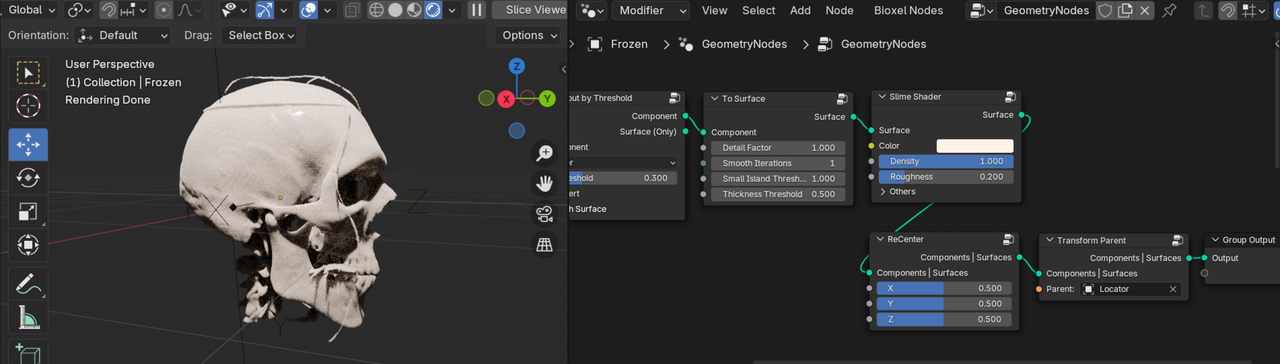 Global
Slice Viewe
Modifier
View
Select
Add
Node
Bioxel Nodes
GeometryNodes
Orientation:
Default
Drag:
Select Box
Options
Frozen
GeometryNodes
GeometryNodes
User Perspective
(1) Collection | Frozen
Rendering Done
Z
X
Y
out by Threshold
Component
Surface (Only)
onent
or
eshold 0.300
ert
h Surface
To Surface
Surface
Component
Detail Factor 1.000
Smooth Iterations 1
Small Island Thresh... 1.000
Thickness Threshold 0.500
Slime Shader
Surface
Surface
Color
Density 1.000
Roughness 0.200
Others
ReCenter
Components | Surfaces
Components | Surfaces
X 0.500
Y 0.500
Z 0.500
Transform Parent
Components | Surfaces
Components | Surfaces
Parent: Locator
Group Output
Output